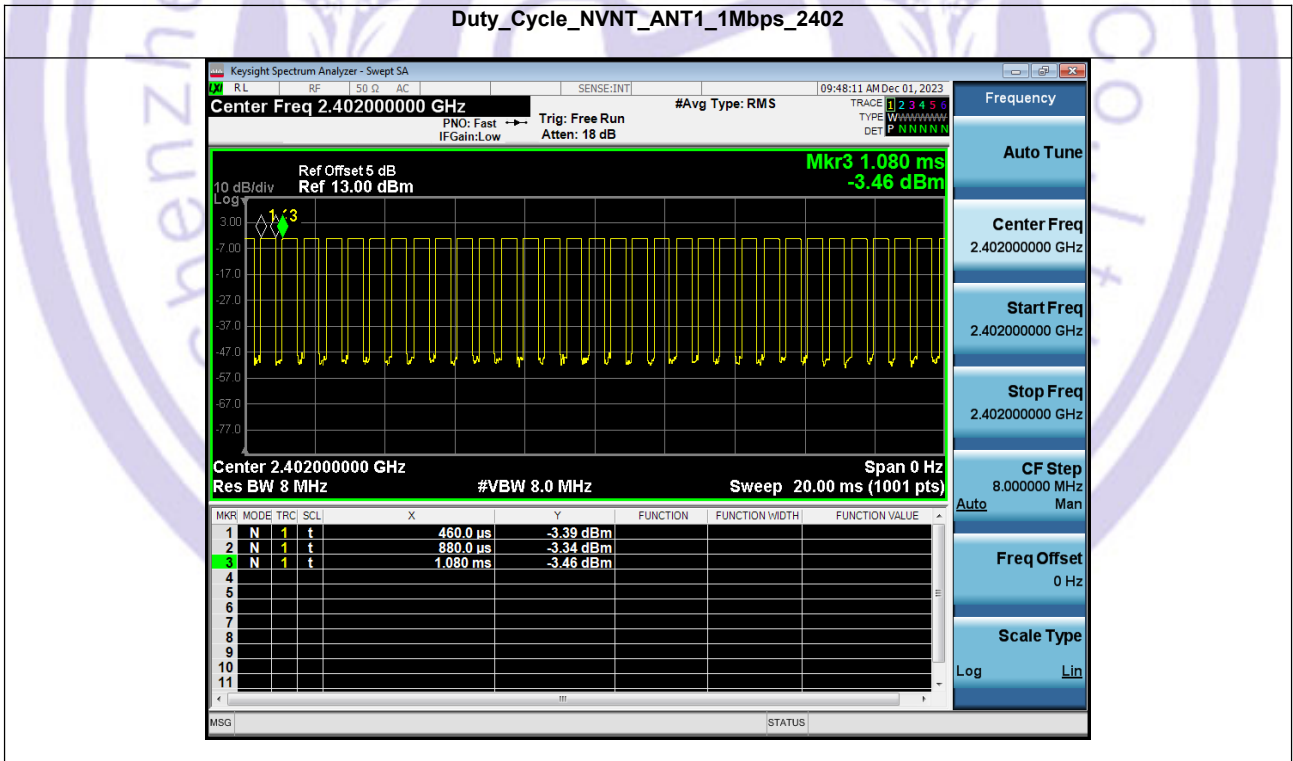 Duty_Cycle_NVNT_ANT1_1Mbps_2402
Keysight Spectrum Analyzer - Swept SA
LXI RL RF 50 Ω AC SENSE:INT 09:48:11 AM Dec 01, 2023
Center Freq 2.402000000 GHz #Avg Type: RMS TRACE 1 2 3 4 5 6
PNO: Fast Trig: Free Run TYPE WWWWWW
IFGain:Low Atten: 18 dB DET P N N N N N
Mkr3 1.080 ms
-3.46 dBm
Ref Offset 5 dB
10 dB/div Ref 13.00 dBm
Log
3.00
-7.00
-17.0
-27.0
-37.0
-47.0
-57.0
-67.0
-77.0
Center 2.402000000 GHz Span 0 Hz
Res BW 8 MHz #VBW 8.0 MHz Sweep 20.00 ms (1001 pts)
MKR MODE TRC SCL X Y FUNCTION FUNCTION WIDTH FUNCTION VALUE
1 N 1 t 460.0 µs -3.39 dBm
2 N 1 t 880.0 µs -3.34 dBm
3 N 1 t 1.080 ms -3.46 dBm
4
5
6
7
8
9
10
11
MSG STATUS
Frequency
Auto Tune
Center Freq
2.402000000 GHz
Start Freq
2.402000000 GHz
Stop Freq
2.402000000 GHz
CF Step
8.000000 MHz
Auto Man
Freq Offset
0 Hz
Scale Type
Log Lin